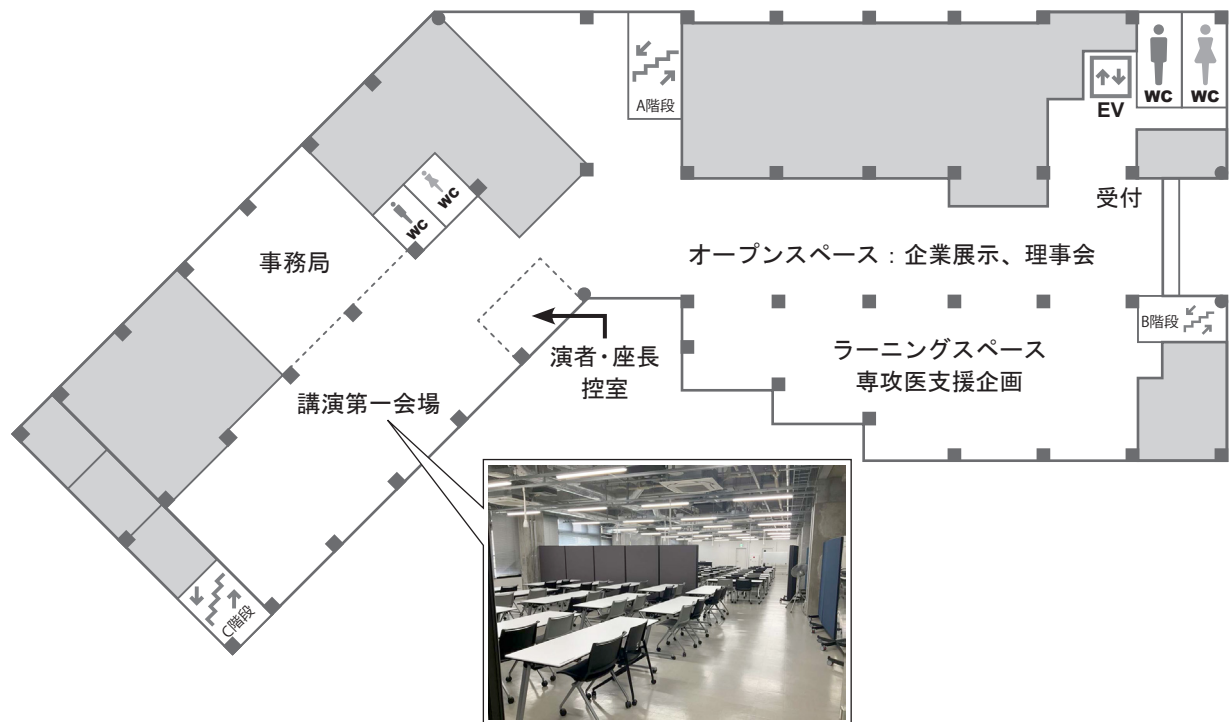 A階段
EV
WC
WC
受付
WC
WC
オープンスペース：企業展示、理事会
事務局
B階段
演者・座長
控室
ラーニングスペース
専攻医支援企画
講演第一会場
C階段